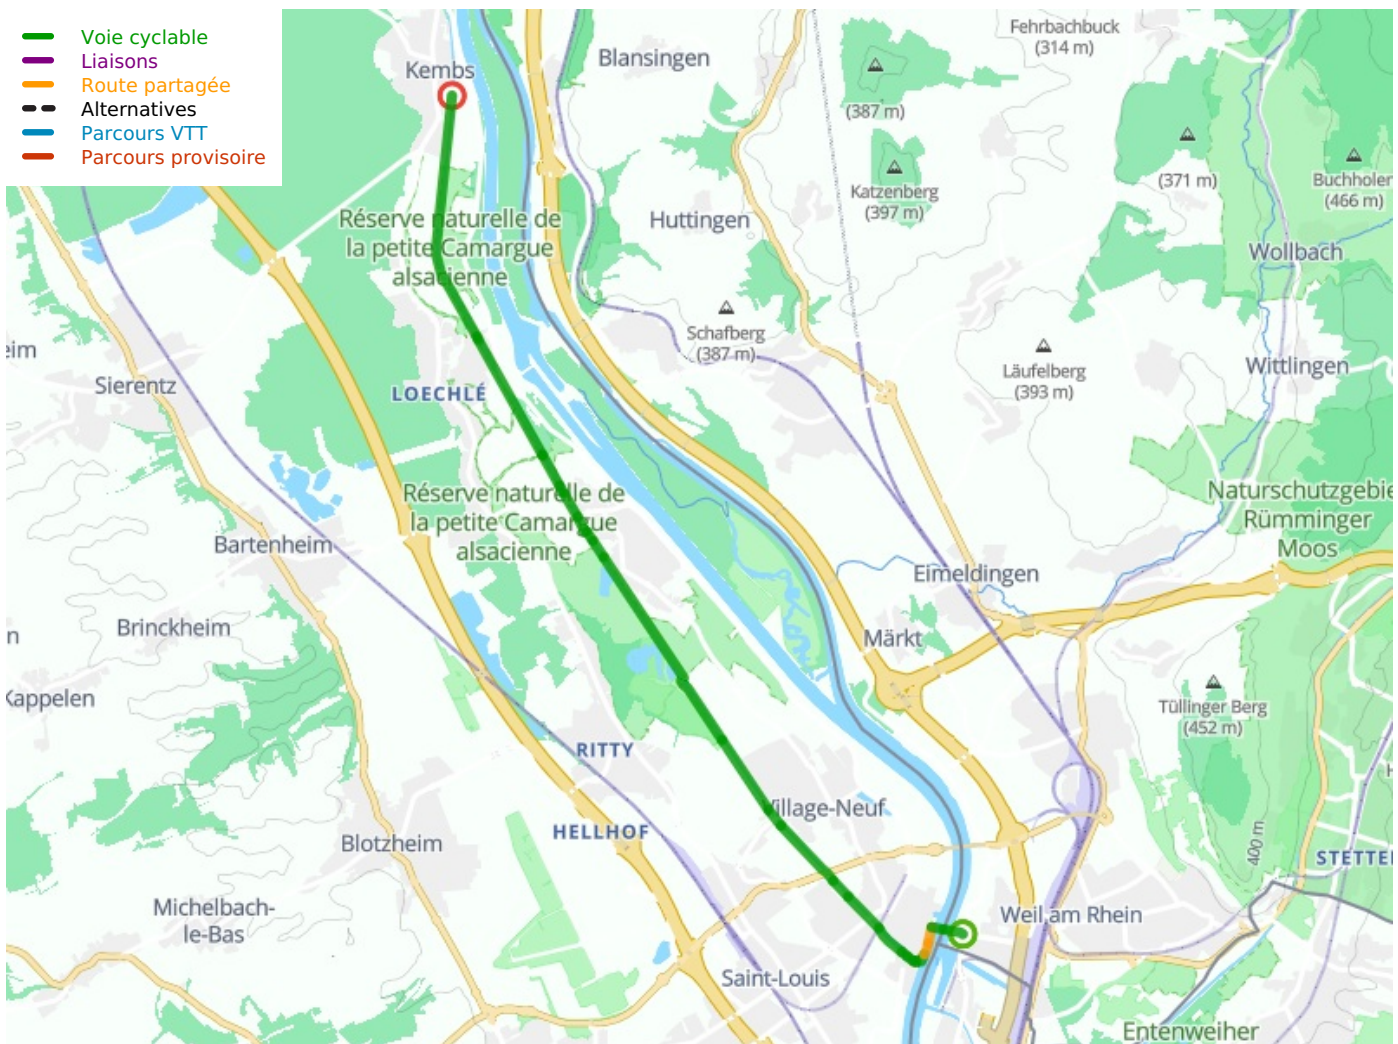 Voie cyclable
Liaisons
Route partagée
Alternatives
Parcours VTT
Parcours provisoire
Fehrbachbuck
(314 m)
Blansingen
Kembs
(387 m)
Katzenberg
(397 m)
(371 m)
Buchholer
(466 m)
Réserve naturelle de
la petite Camargue
alsacienne
Huttingen
Wollbach
Schafberg
(387 m)
eim
Sierentz
LOECHLÉ
Läufelberg
(393 m)
Wittlingen
Réserve naturelle de
la petite Camargue
alsacienne
Naturschutzgebie
Rümminger
Moos
Bartenheim
Eimeldingen
n
Brinckheim
Märkt
Kappelen
Tüllinger Berg
(452 m)
RITTY
Village-Neuf
HELLHOF
Blotzheim
400 m
STETTE
Michelbach-
le-Bas
Weil am Rhein
Saint-Louis
Entenweiher